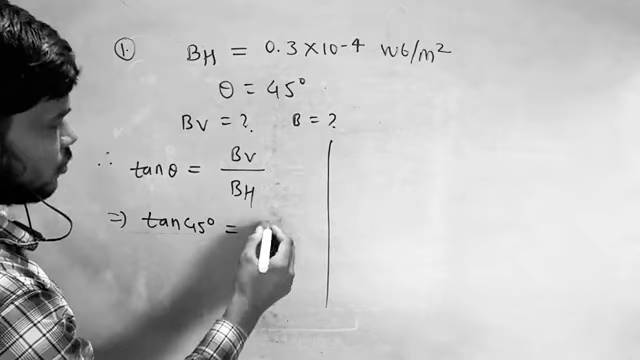 1. BH = 0.3×10-4 Wb/m²
θ = 45°
BV = ? B = ?
∴ tanθ = BV/BH
=) tan45° =